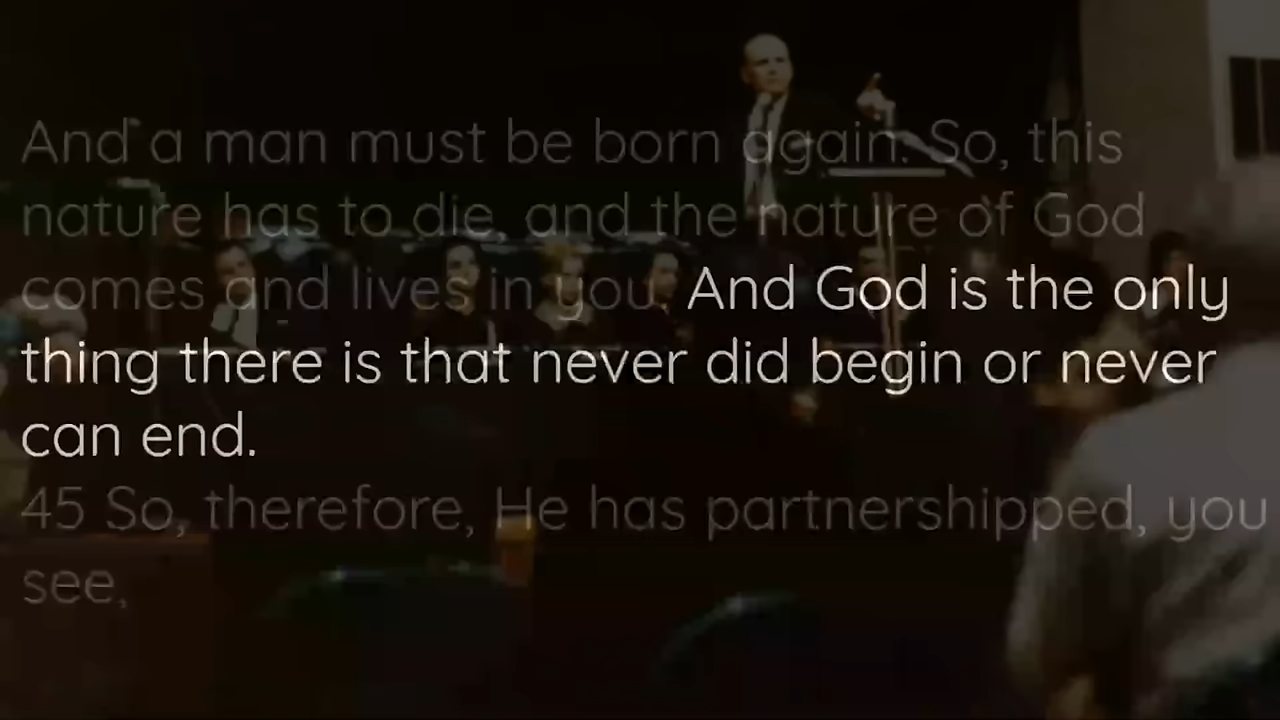 And a man must be born again. So, this
nature has to die, and the nature of God
comes and lives in you. And God is the only
thing there is that never did begin or never
can end.
45 So, therefore, He has partnershipped, you
see,